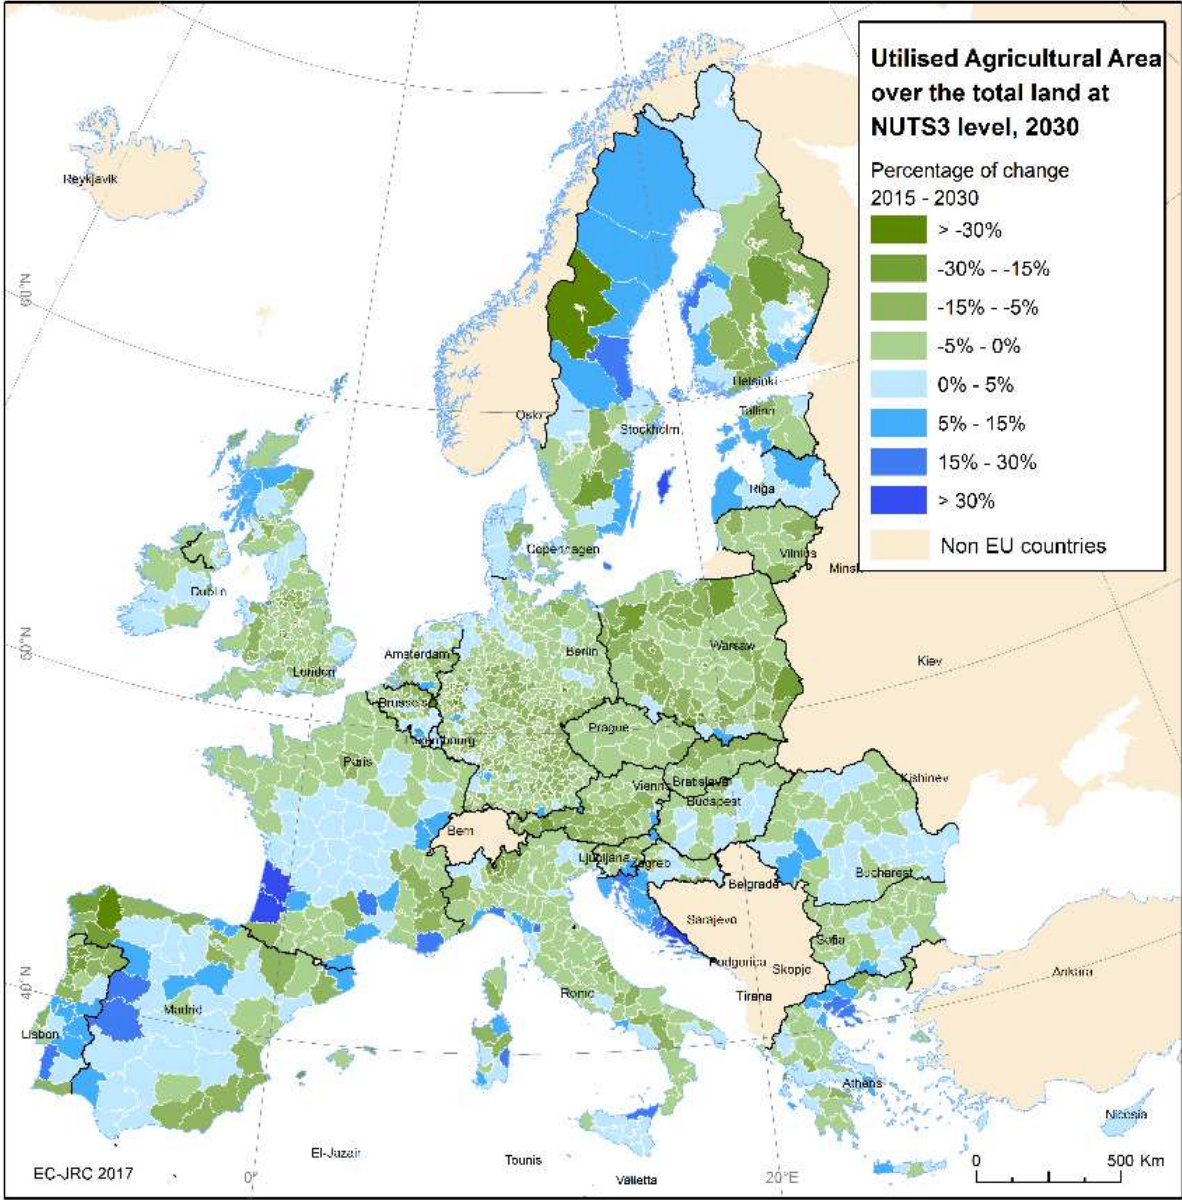 Utilised Agricultural Area
over the total land at
NUTS3 level, 2030
Percentage of change
2015 - 2030
> -30%
-30% - -15%
-15% - -5%
-5% - 0%
0% - 5%
5% - 15%
15% - 30%
> 30%
Non EU countries
Reykjavik
60°N
Oslo
Helsinki
Stockholm
Tallinn
Riga
Copenhagen
Vilnius
Minsk
Dublin
50°N
London
Amsterdam
Berlin
Warsaw
Kiev
Brussels
Prague
Luxembourg
Paris
Vienna
Bratislava
Budapest
Kishinev
Bern
Ljubljana
Zagreb
Belgrade
Bucharest
Sarajevo
Sofia
Podgorica
Skopje
Ankara
40°N
Madrid
Rome
Tirana
Lisbon
Athens
Nicosia
El-Jazair
Tounis
Valletta
EC-JRC 2017
0°
20°E
0
500 Km